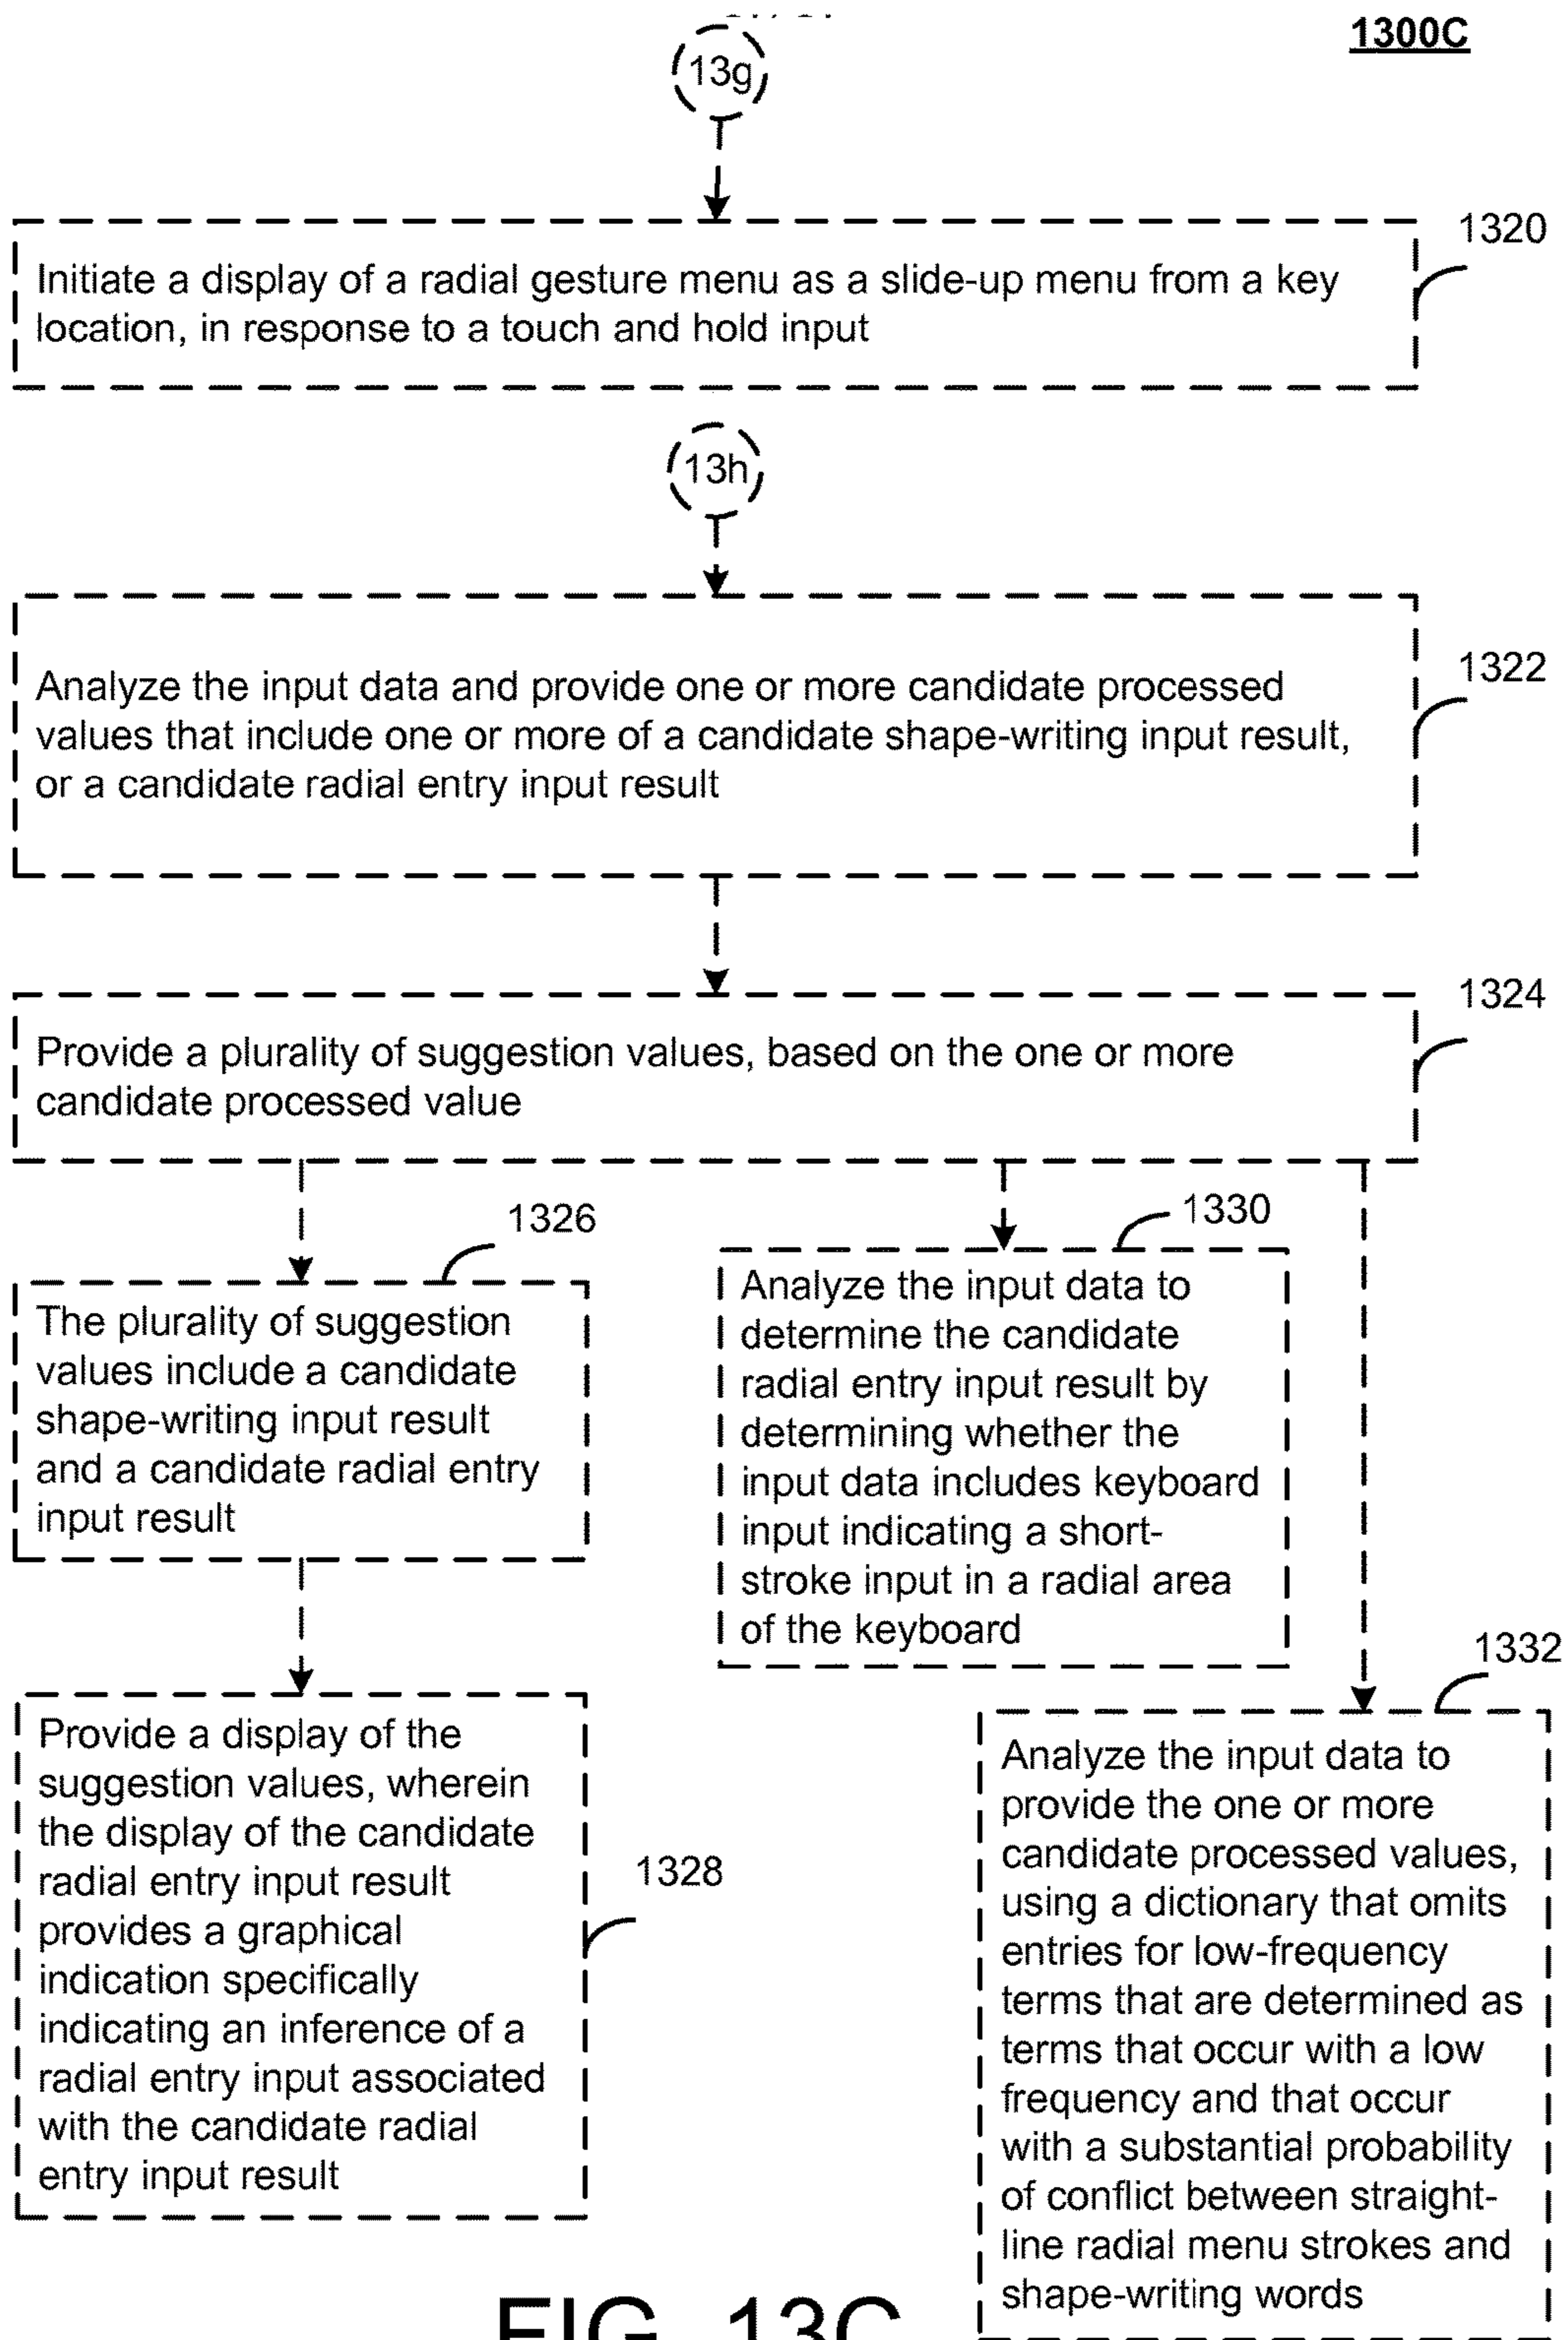 1300C
13g
1320
Initiate a display of a radial gesture menu as a slide-up menu from a key
location, in response to a touch and hold input
13h
1322
Analyze the input data and provide one or more candidate processed
values that include one or more of a candidate shape-writing input result,
or a candidate radial entry input result
1324
Provide a plurality of suggestion values, based on the one or more
candidate processed value
1326
The plurality of suggestion
values include a candidate
shape-writing input result
and a candidate radial entry
input result
1330
Analyze the input data to
determine the candidate
radial entry input result by
determining whether the
input data includes keyboard
input indicating a short-
stroke input in a radial area
of the keyboard
1328
Provide a display of the
suggestion values, wherein
the display of the candidate
radial entry input result
provides a graphical
indication specifically
indicating an inference of a
radial entry input associated
with the candidate radial
entry input result
1332
Analyze the input data to
provide the one or more
candidate processed values,
using a dictionary that omits
entries for low-frequency
terms that are determined as
terms that occur with a low
frequency and that occur
with a substantial probability
of conflict between straight-
line radial menu strokes and
shape-writing words
FIG. 13C